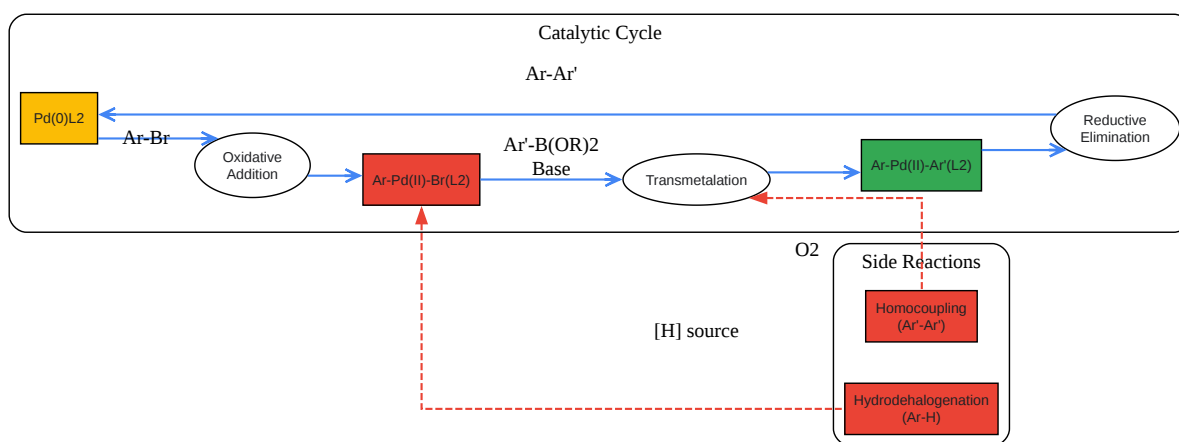 Catalytic Cycle
Ar-Ar'
Pd(0)L2
Ar-Br
Oxidative
Addition
Ar-Pd(II)-Br(L2)
Ar'-B(OR)2
Base
Transmetalation
Ar-Pd(II)-Ar'(L2)
Reductive
Elimination
O2
Side Reactions
Homocoupling
(Ar'-Ar')
[H] source
Hydrodehalogenation
(Ar-H)